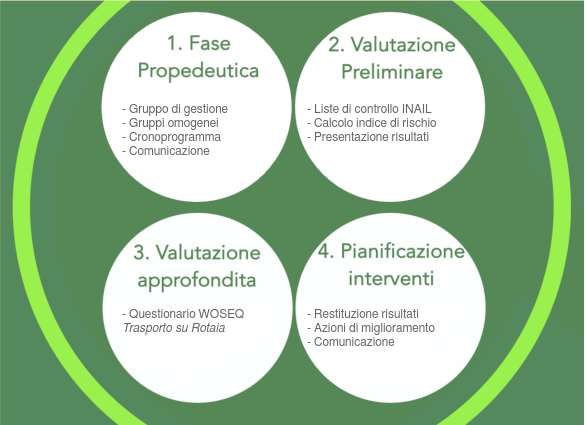 1. Fase
Propedeutica
- Gruppo di gestione
- Gruppi omogenei
- Cronoprogramma
- Comunicazione
2. Valutazione
Preliminare
- Liste di controllo INAIL
- Calcolo indice di rischio
- Presentazione risultati
3. Valutazione
approfondita
- Questionario WOSEQ
Trasporto su Rotaia
4. Pianificazione
interventi
- Restituzione risultati
- Azioni di miglioramento
- Comunicazione